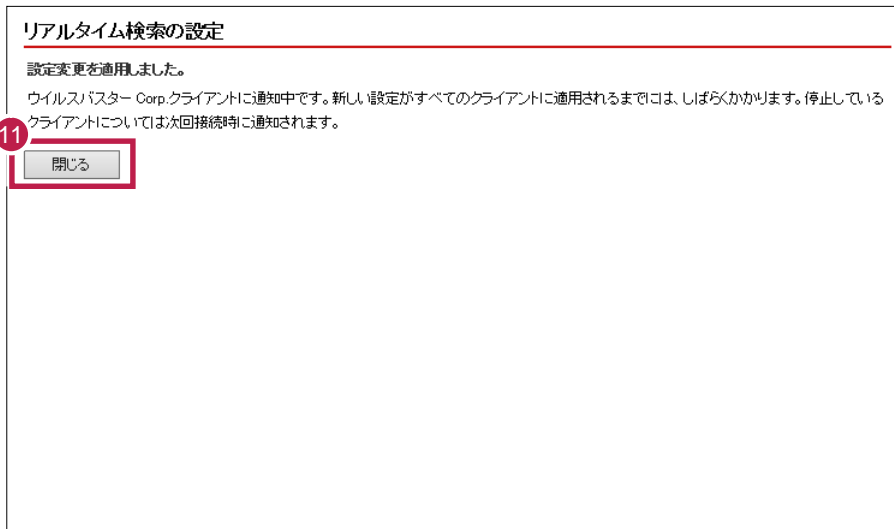 リアルタイム検索の設定
設定変更を適用しました。
ウイルスバスター Corp.クライアントに通知中です。新しい設定がすべてのクライアントに適用されるまでには、しばらくかかります。停止している
クライアントについては次回接続時に通知されます。
11
閉じる